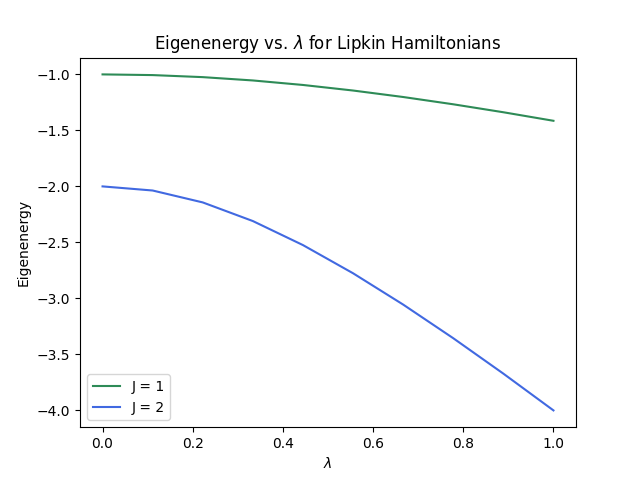 Eigenenergy vs. λ for Lipkin Hamiltonians
−1.0
−1.5
−2.0
−2.5
−3.0
−3.5
−4.0
Eigenenergy
J = 1
J = 2
0.0 0.2 0.4 0.6 0.8 1.0
λ